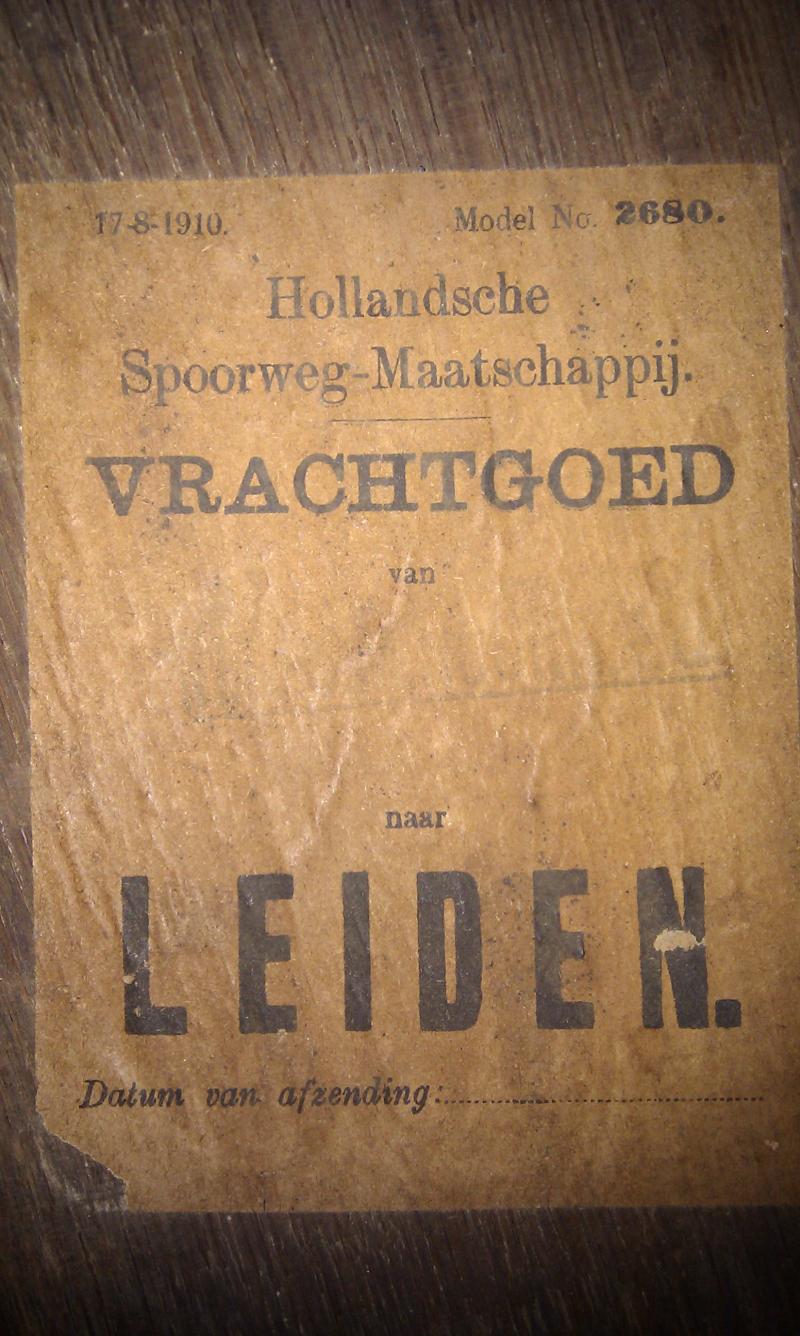 17-8-1910. Model No. 2680.
Hollandsche
Spoorweg-Maatschappij.
VRACHTGOED
van
naar
LEIDEN.
Datum van afzending: